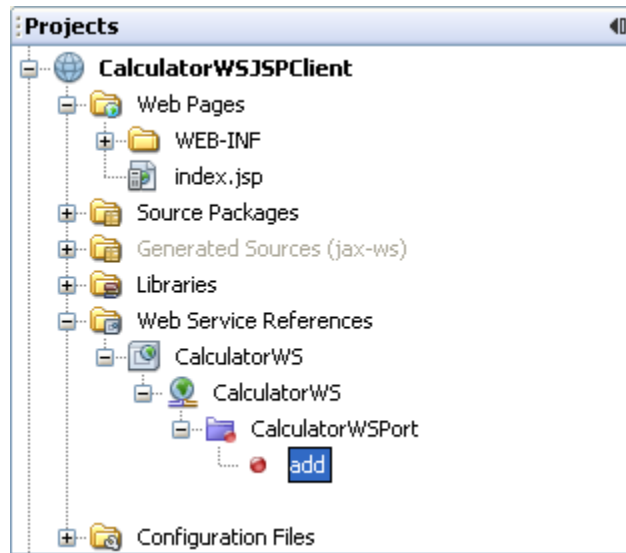 Projects
CalculatorWSJSPClient
Web Pages
WEB-INF
index.jsp
Source Packages
Generated Sources (jax-ws)
Libraries
Web Service References
CalculatorWS
CalculatorWS
CalculatorWSPort
add
Configuration Files